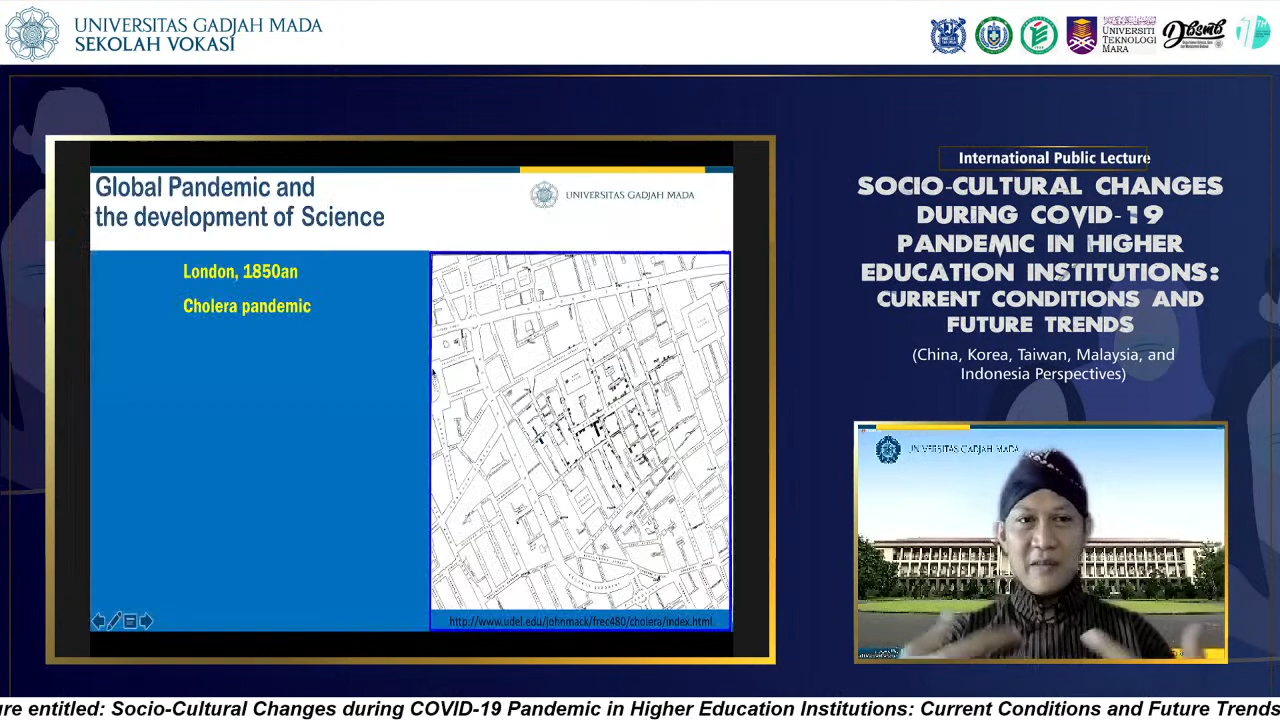 UNIVERSITAS GADJAH MADA
SEKOLAH VOKASI
UNIVERSITI
TEKNOLOGI
MARA
Global Pandemic and
the development of Science
UNIVERSITAS GADJAH MADA
London, 1850an
Cholera pandemic
http://www.udel.edu/johnmack/frec480/cholera/index.html
International Public Lecture
SOCIO-CULTURAL CHANGES
DURING COVID-19
PANDEMIC IN HIGHER
EDUCATION INSTITUTIONS:
CURRENT CONDITIONS AND
FUTURE TRENDS
(China, Korea, Taiwan, Malaysia, and
Indonesia Perspectives)
UNIVERSITAS GADJAH MADA
ure entitled: Socio-Cultural Changes during COVID-19 Pandemic in Higher Education Institutions: Current Conditions and Future Trends